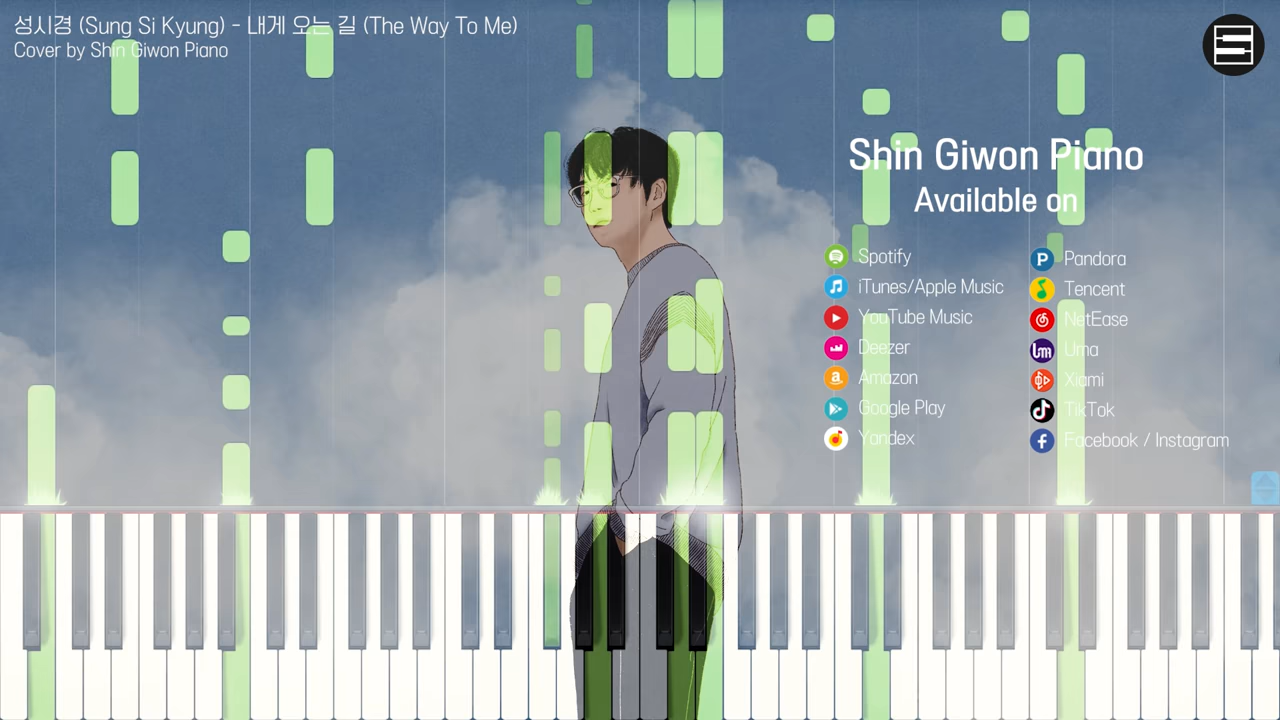 성시경 (Sung Si Kyung) - 내게 오는 길 (The Way To Me)
Cover by Shin Giwon Piano
Shin Giwon Piano
Available on
Spotify
iTunes/Apple Music
YouTube Music
Deezer
Amazon
Google Play
Yandex
Pandora
Tencent
NetEase
Uma
Xiami
TikTok
Facebook / Instagram